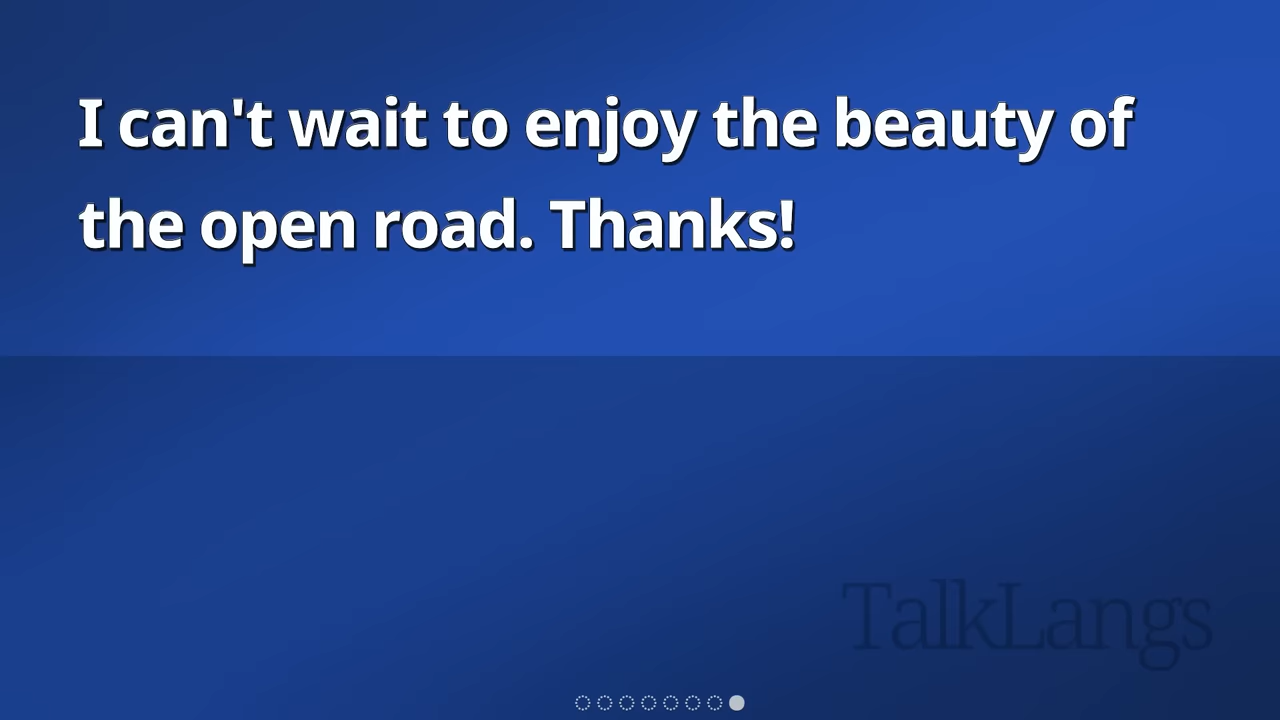 I can't wait to enjoy the beauty of
the open road. Thanks!
TalkLangs